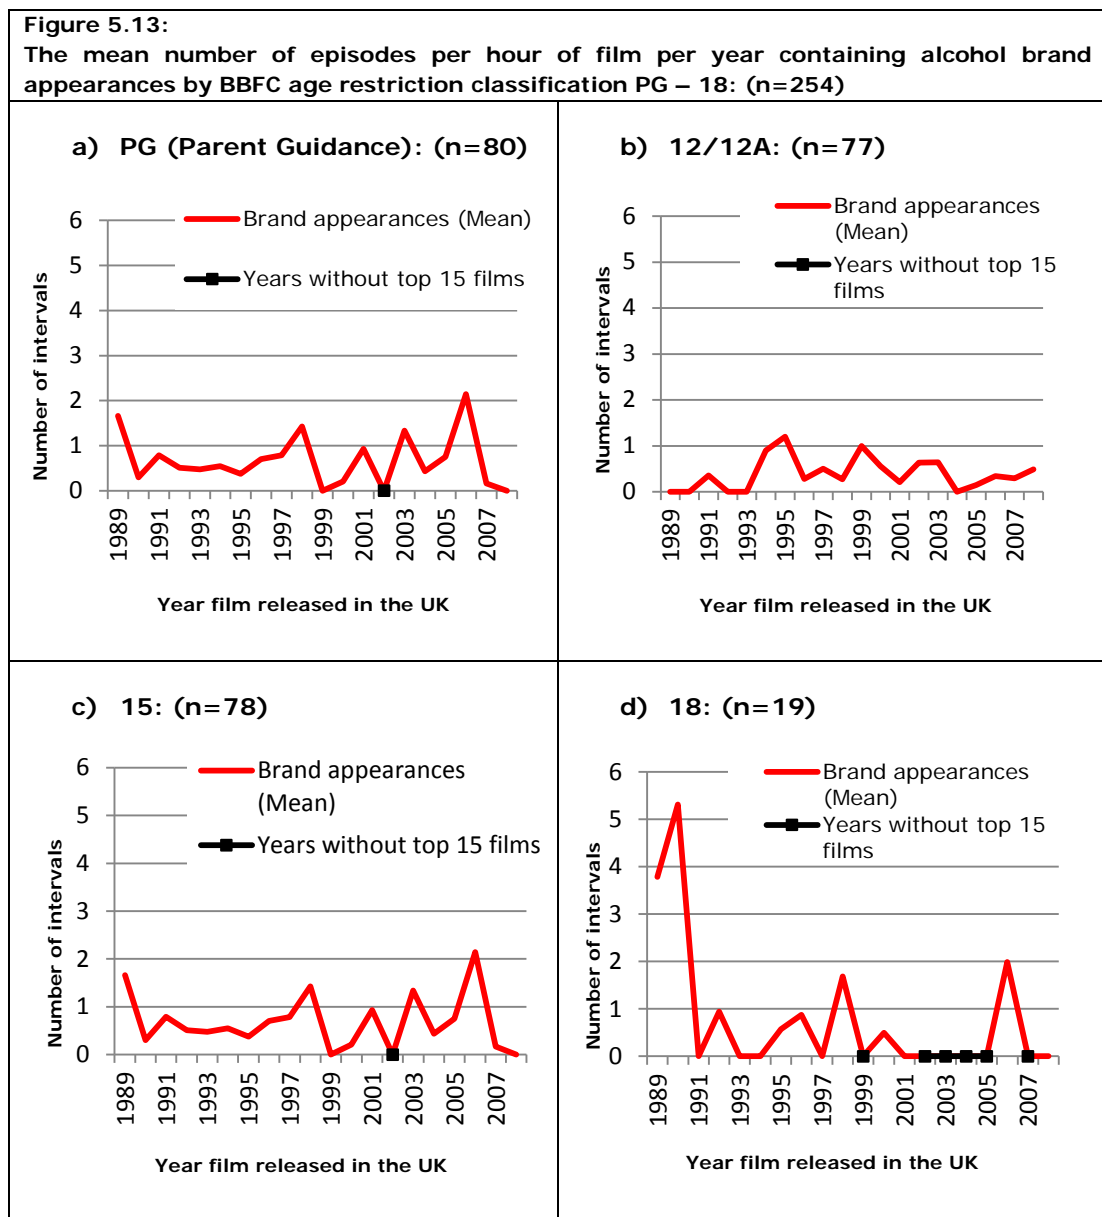 Figure 5.13:
The mean number of episodes per hour of film per year containing alcohol brand
appearances by BBFC age restriction classification PG – 18: (n=254)
a) PG (Parent Guidance): (n=80)
Brand appearances (Mean)
Years without top 15 films
Number of intervals
6
5
4
3
2
1
0
1989
1991
1993
1995
1997
1999
2001
2003
2005
2007
Year film released in the UK
b) 12/12A: (n=77)
Brand appearances
(Mean)
Years without top 15
films
Number of intervals
6
5
4
3
2
1
0
1989
1991
1993
1995
1997
1999
2001
2003
2005
2007
Year film released in the UK
c) 15: (n=78)
Brand appearances
(Mean)
Years without top 15 films
Number of intervals
6
5
4
3
2
1
0
1989
1991
1993
1995
1997
1999
2001
2003
2005
2007
Year film released in the UK
d) 18: (n=19)
Brand appearances
(Mean)
Years without top 15
films
Number of intervals
6
5
4
3
2
1
0
1989
1991
1993
1995
1997
1999
2001
2003
2005
2007
Year film released in the UK